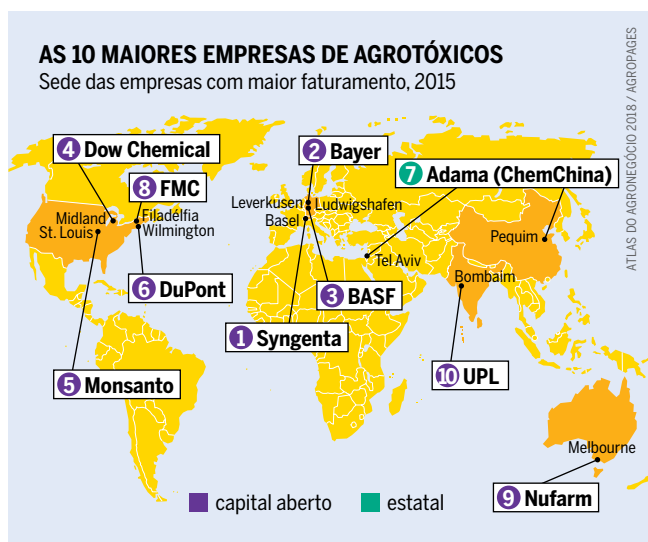 AS 10 MAIORES EMPRESAS DE AGROTÓXICOS
Sede das empresas com maior faturamento, 2015
ATLAS DO AGRONEGÓCIO 2018 / AGROPAGES
4 Dow Chemical
2 Bayer
7 Adama (ChemChina)
8 FMC
Leverkusen
Ludwigshafen
Midland
Filadélfia
Basel
St. Louis
Wilmington
Pequim
Tel Aviv
Bombaim
6 DuPont
3 BASF
1 Syngenta
5 Monsanto
10 UPL
Melbourne
capital aberto
estatal
9 Nufarm